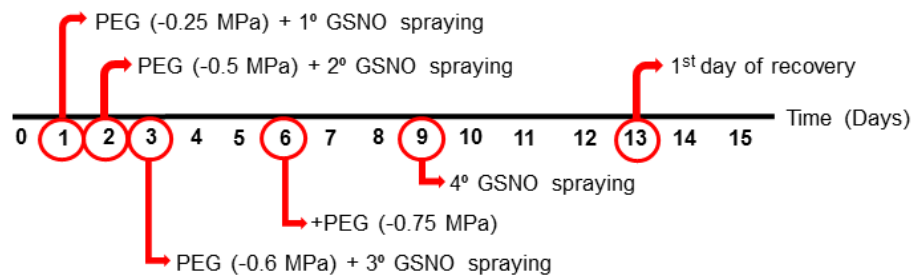 PEG (-0.25 MPa) + 1º GSNO spraying
PEG (-0.5 MPa) + 2º GSNO spraying
1st day of recovery
Time (Days)
0 1 2 3 4 5 6 7 8 9 10 11 12 13 14 15
4º GSNO spraying
+PEG (-0.75 MPa)
PEG (-0.6 MPa) + 3º GSNO spraying